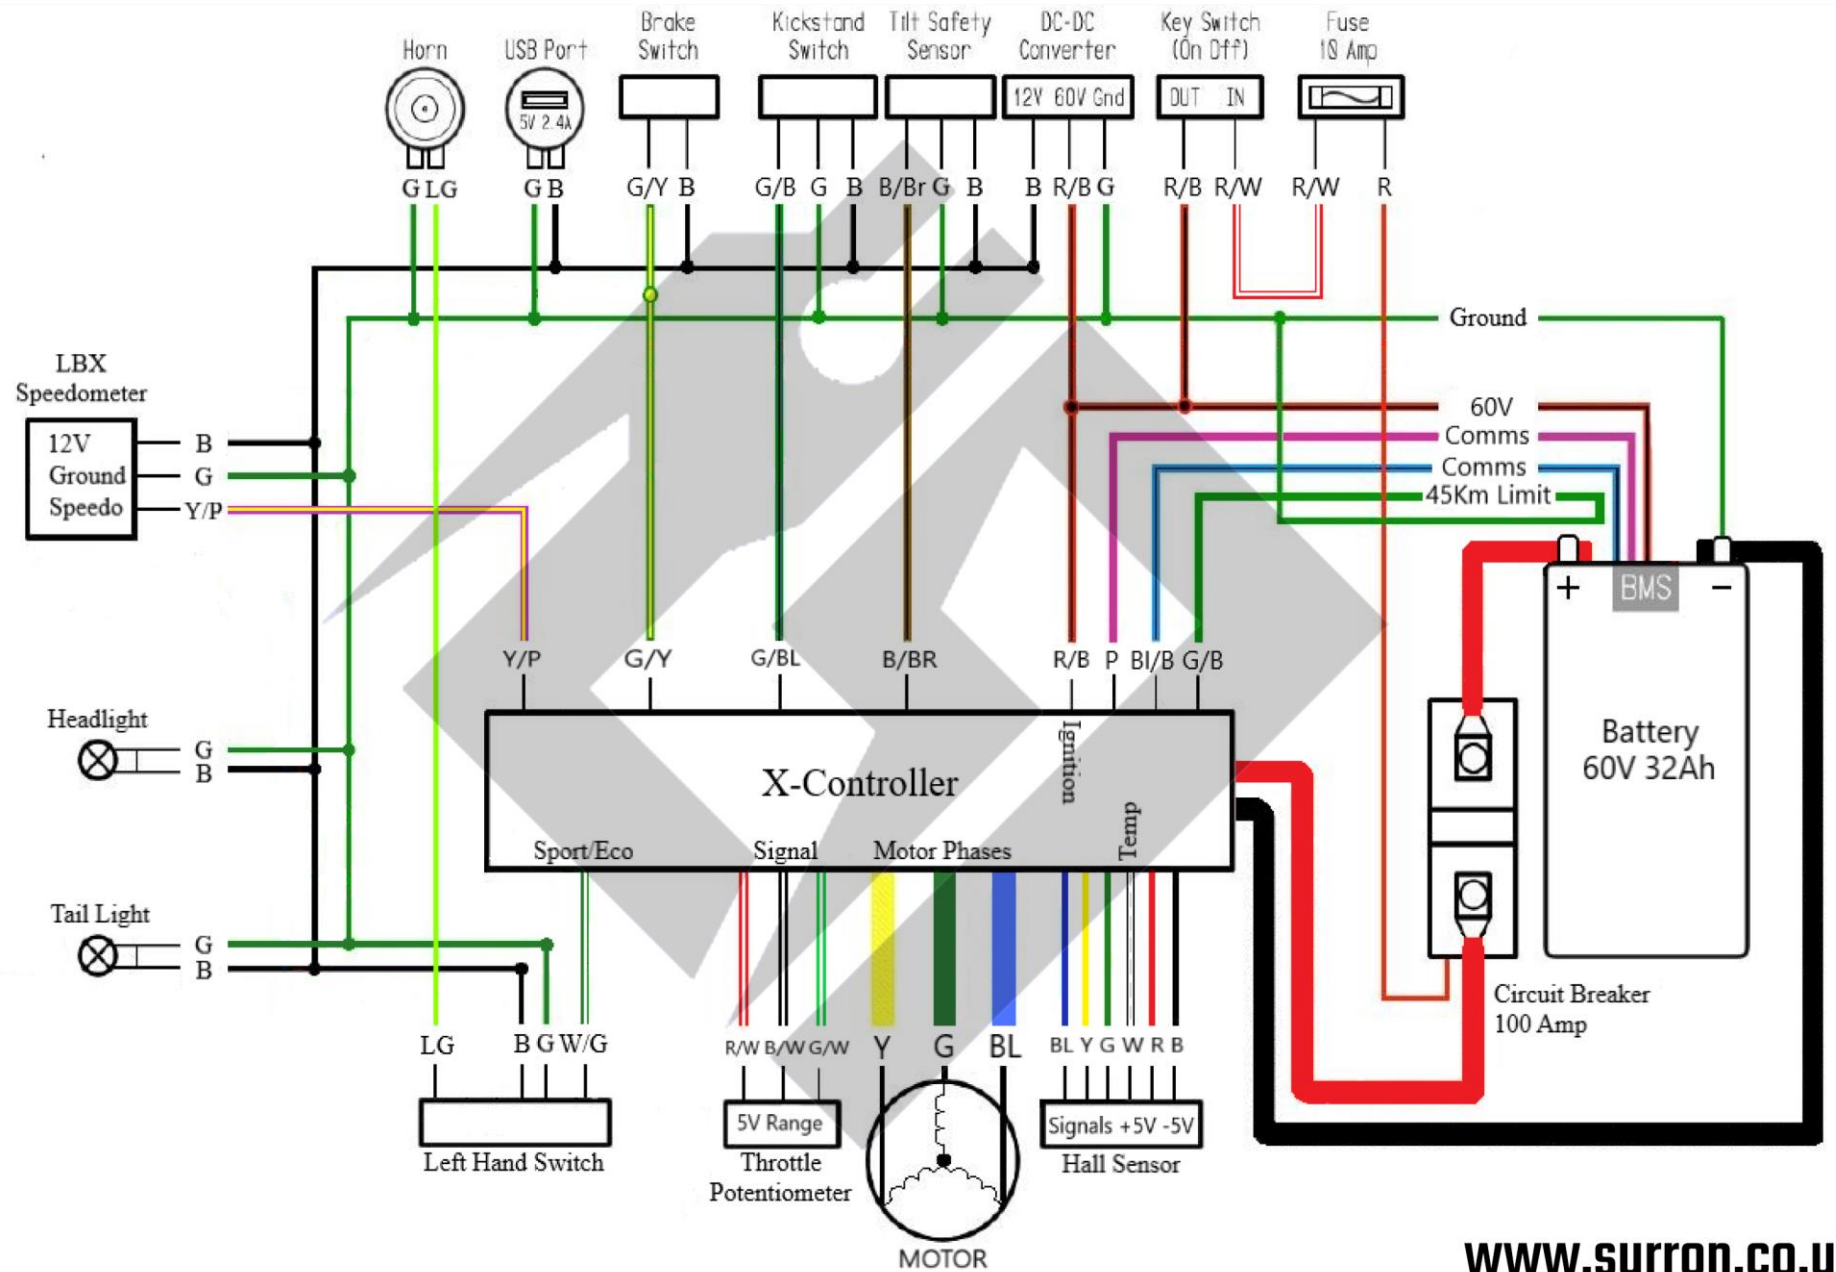 Horn
USB Port
Brake
Switch
Kickstand
Switch
Tilt Safety
Sensor
DC-DC
Converter
Key Switch
(On Off)
Fuse
10 Amp
5V 2.4A
12V 60V Gnd
OUT IN
G LG
G B
G/Y B
G/B G B
B/Br G B
B R/B G
R/B R/W
R/W R
Ground
60V
Comms
Comms
45Km Limit
LBX
Speedometer
12V B
Ground G
Speedo Y/P
Y/P
G/Y
G/BL
B/BR
R/B P Bl/B G/B
+ BMS −
Battery
60V 32Ah
Headlight
G
B
X-Controller
Ignition
Temp
Sport/Eco
Signal
Motor Phases
Tail Light
G
B
Circuit Breaker
100 Amp
LG
B G W/G
R/W B/W G/W
Y G BL
BL Y G W R B
Left Hand Switch
5V Range
Throttle
Potentiometer
MOTOR
Signals +5V -5V
Hall Sensor
www.surron.co.u